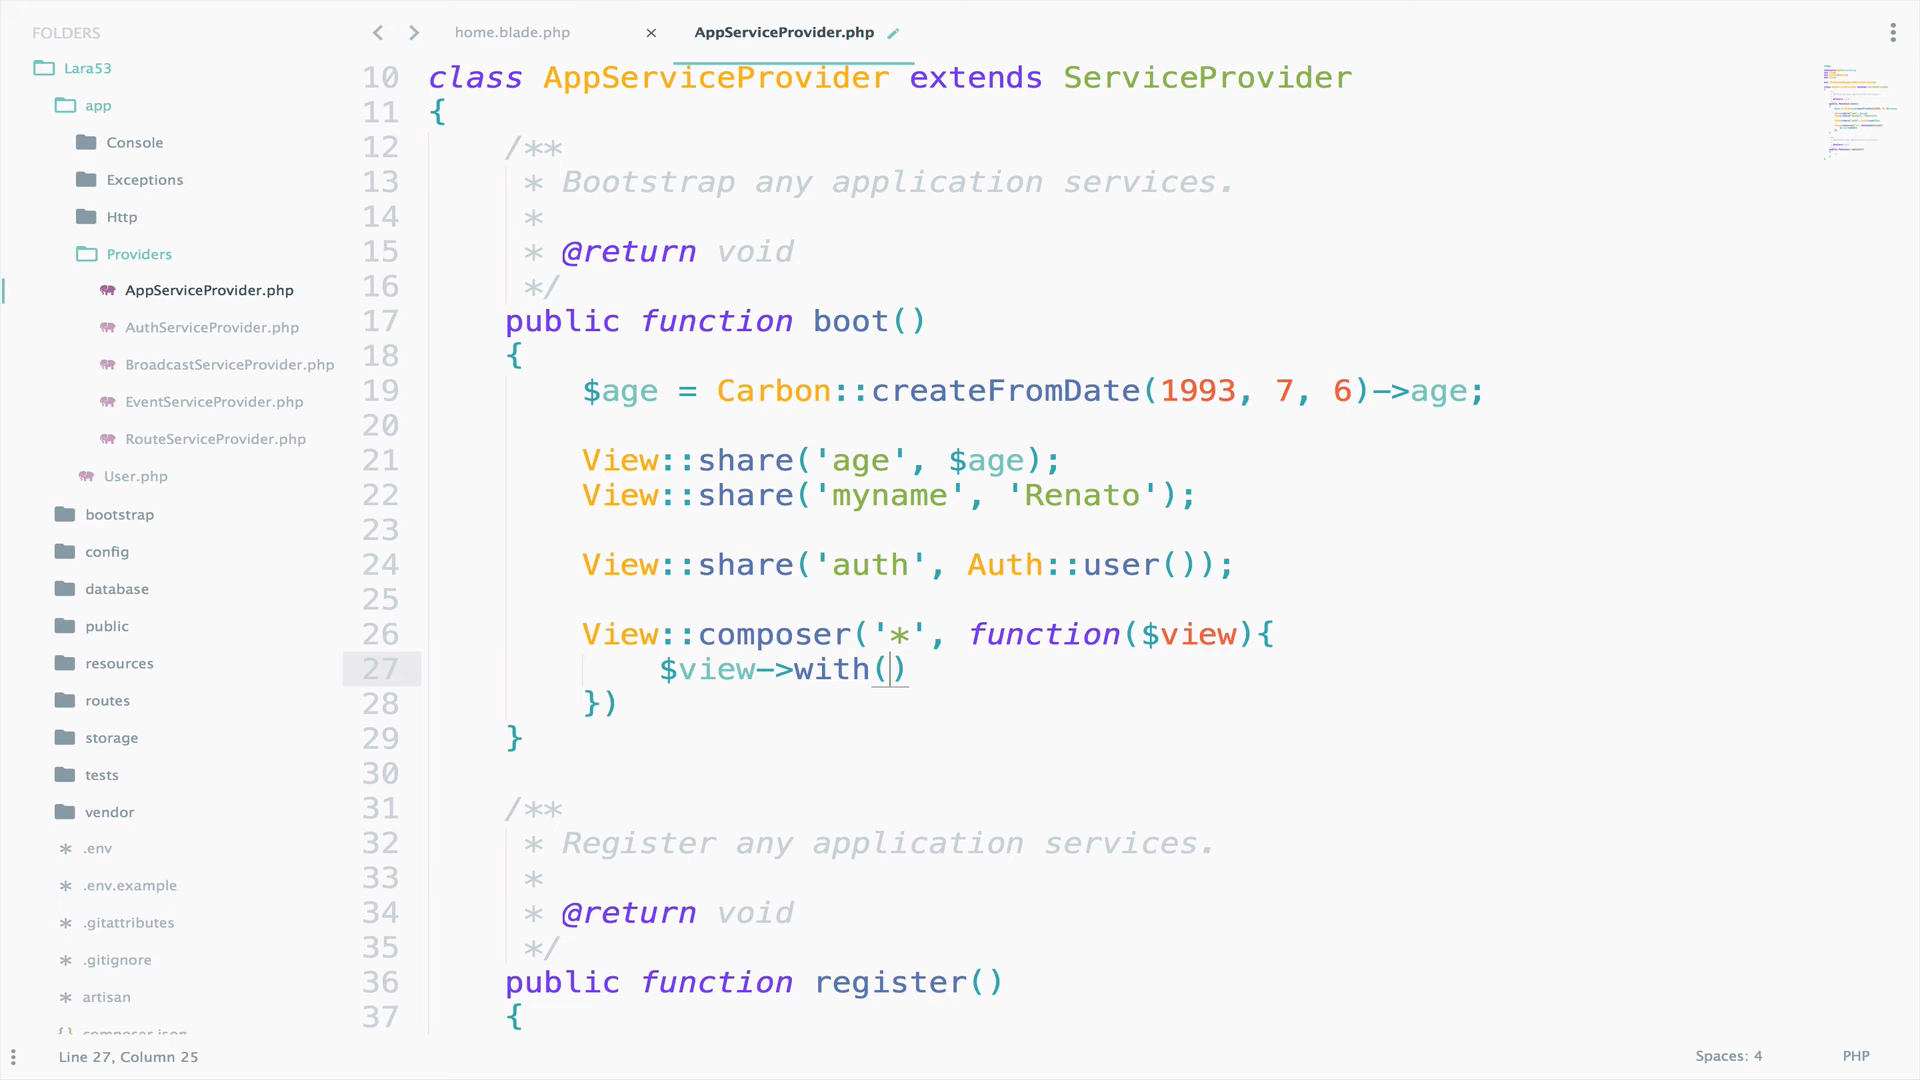 FOLDERS
Lara53
app
Console
Exceptions
Http
Providers
AppServiceProvider.php
AuthServiceProvider.php
BroadcastServiceProvider.php
EventServiceProvider.php
RouteServiceProvider.php
User.php
bootstrap
config
database
public
resources
routes
storage
tests
vendor
* .env
* .env.example
* .gitattributes
* .gitignore
* artisan
{} composer.json
home.blade.php ×
AppServiceProvider.php
10 class AppServiceProvider extends ServiceProvider
11 {
12 /**
13 * Bootstrap any application services.
14 *
15 * @return void
16 */
17 public function boot()
18 {
19 $age = Carbon::createFromDate(1993, 7, 6)->age;
20
21 View::share('age', $age);
22 View::share('myname', 'Renato');
23
24 View::share('auth', Auth::user());
25
26 View::composer('*', function($view){
27 $view->with()
28 })
29 }
30
31 /**
32 * Register any application services.
33 *
34 * @return void
35 */
36 public function register()
37 {
Line 27, Column 25
Spaces: 4
PHP